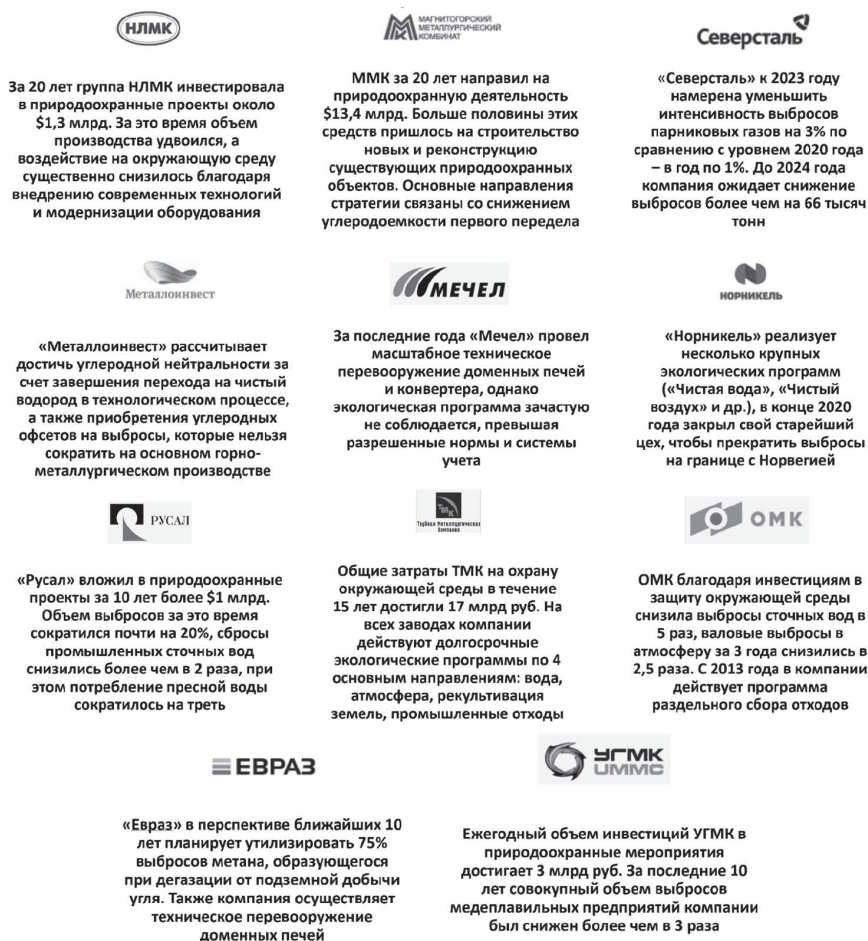 НЛМК
За 20 лет группа НЛМК инвестировала
в природоохранные проекты около
$1,3 млрд. За это время объем
производства удвоился, а
воздействие на окружающую среду
существенно снизилось благодаря
внедрению современных технологий
и модернизации оборудования
МАГНИТОГОРСКИЙ
МЕТАЛЛУРГИЧЕСКИЙ
КОМБИНАТ
ММК за 20 лет направил на
природоохранную деятельность
$13,4 млрд. Больше половины этих
средств пришлось на строительство
новых и реконструкцию
существующих природоохранных
объектов. Основные направления
стратегии связаны со снижением
углеродоемкости первого передела
Северсталь
«Северсталь» к 2023 году
намерена уменьшить
интенсивность выбросов
парниковых газов на 3% по
сравнению с уровнем 2020 года
– в год по 1%. До 2024 года
компания ожидает снижение
выбросов более чем на 66 тысяч
тонн
Металлоинвест
«Металлоинвест» рассчитывает
достичь углеродной нейтральности за
счет завершения перехода на чистый
водород в технологическом процессе,
а также приобретения углеродных
офсетов на выбросы, которые нельзя
сократить на основном горно-
металлургическом производстве
МЕЧЕЛ
За последние года «Мечел» провел
масштабное техническое
перевооружение доменных печей
и конвертера, однако
экологическая программа зачастую
не соблюдается, превышая
разрешенные нормы и системы
учета
НОРНИКЕЛЬ
«Норникель» реализует
несколько крупных
экологических программ
(«Чистая вода», «Чистый
воздух» и др.), в конце 2020
года закрыл свой старейший
цех, чтобы прекратить выбросы
на границе с Норвегией
РУСАЛ
«Русал» вложил в природоохранные
проекты за 10 лет более $1 млрд.
Объем выбросов за это время
сократился почти на 20%, сбросы
промышленных сточных вод
снизились более чем в 2 раза, при
этом потребление пресной воды
сократилось на треть
ТМК
Трубная Металлургическая
Компания
Общие затраты ТМК на охрану
окружающей среды в течение
15 лет достигли 17 млрд руб. На
всех заводах компании
действуют долгосрочные
экологические программы по 4
основным направлениям: вода,
атмосфера, рекультивация
земель, промышленные отходы
ОМК
ОМК благодаря инвестициям в
защиту окружающей среды
снизила выбросы сточных вод в
5 раз, валовые выбросы в
атмосферу за 3 года снизились в
2,5 раза. С 2013 года в компании
действует программа
раздельного сбора отходов
ЕВРАЗ
«Евраз» в перспективе ближайших 10
лет планирует утилизировать 75%
выбросов метана, образующегося
при дегазации от подземной добычи
угля. Также компания осуществляет
техническое перевооружение
доменных печей
УГМК
UMMC
Ежегодный объем инвестиций УГМК в
природоохранные мероприятия
достигает 3 млрд руб. За последние 10
лет совокупный объем выбросов
медеплавильных предприятий компании
был снижен более чем в 3 раза